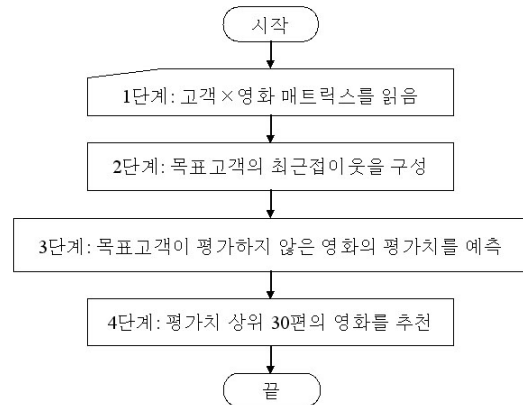 시작
1단계: 고객×영화 매트릭스를 읽음
2단계: 목표고객의 최근접이웃을 구성
3단계: 목표고객이 평가하지 않은 영화의 평가치를 예측
4단계: 평가치 상위 30편의 영화를 추천
끝